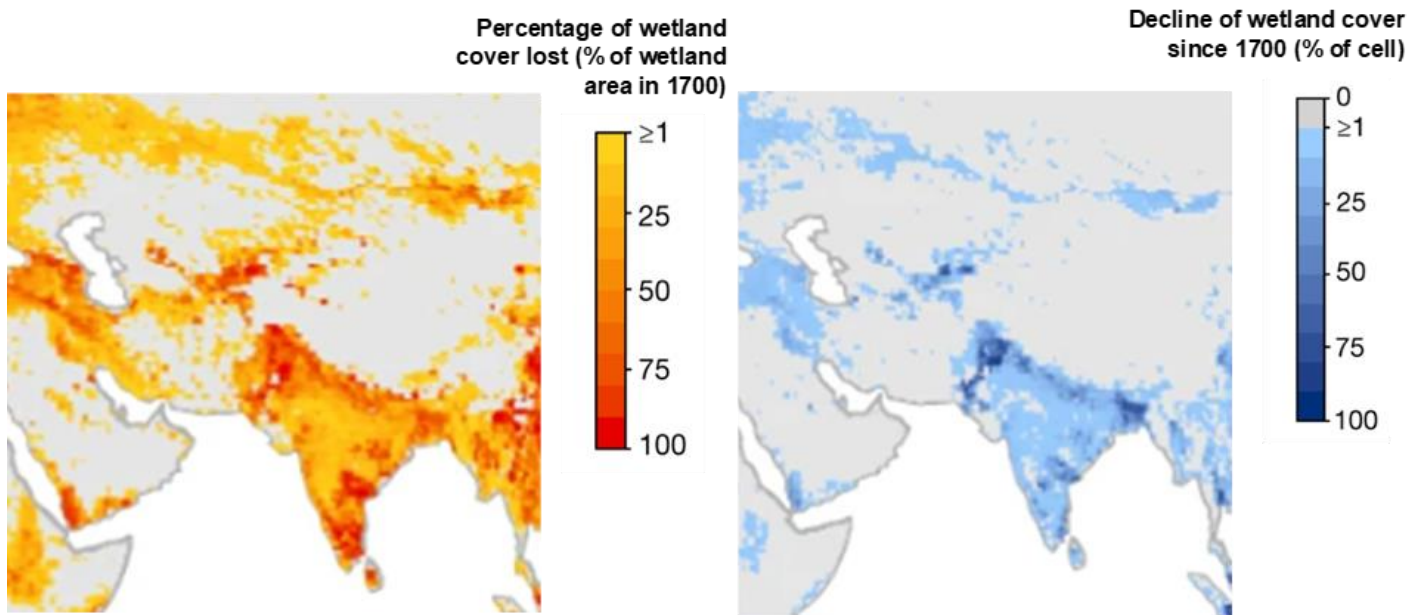 Percentage of wetland
cover lost (% of wetland
area in 1700)
≥1
25
50
75
100
Decline of wetland cover
since 1700 (% of cell)
0
≥1
25
50
75
100